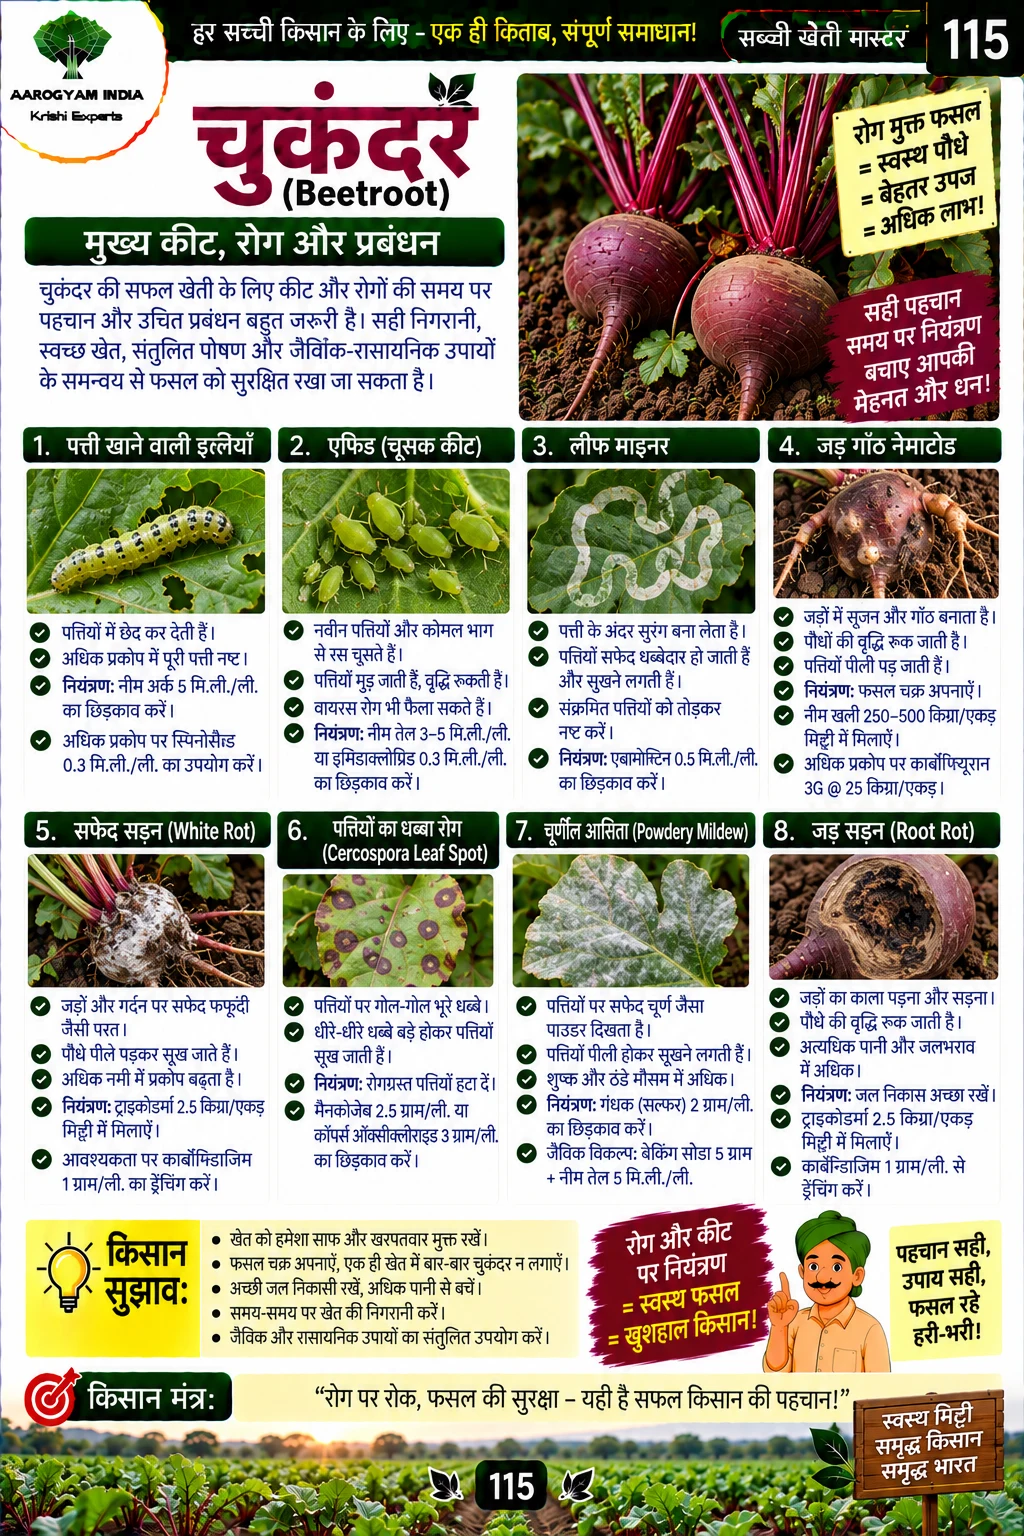 AAROGYAM INDIA
Krishi Experts
हर सच्ची किसान के लिए – एक ही किताब, संपूर्ण समाधान!
सब्जी खेती मास्टर
115
चुकंदर
(Beetroot)
मुख्य कीट, रोग और प्रबंधन
चुकंदर की सफल खेती के लिए कीट और रोगों की समय पर
पहचान और उचित प्रबंधन बहुत जरूरी है। सही निगरानी,
स्वच्छ खेत, संतुलित पोषण और जैविक-रासायनिक उपायों
के समन्वय से फसल को सुरक्षित रखा जा सकता है।
रोग मुक्त फसल
= स्वस्थ पौधे
= बेहतर उपज
= अधिक लाभ!
सही पहचान
समय पर नियंत्रण
बचाए आपकी
मेहनत और धन!
1. पत्ती खाने वाली इल्लियाँ
पत्तियों में छेद कर देती हैं।
अधिक प्रकोप में पूरी पत्ती नष्ट।
नियंत्रण: नीम अर्क 5 मि.ली./ली.
का छिड़काव करें।
अधिक प्रकोप पर स्पिनोसैड
0.3 मि.ली./ली. का उपयोग करें।
2. एफिड (चूसक कीट)
नवीन पत्तियों और कोमल भाग
से रस चूसते हैं।
पत्तियाँ मुड़ जाती हैं, वृद्धि रुकती हैं।
वायरस रोग भी फैला सकते हैं।
नियंत्रण: नीम तेल 3–5 मि.ली./ली.
या इमिडाक्लोप्रिड 0.3 मि.ली./ली.
का छिड़काव करें।
3. लीफ माइनर
पत्ती के अंदर सुरंग बना लेता है।
पत्तियाँ सफेद धब्बेदार हो जाती हैं
और सुखने लगती हैं।
संक्रमित पत्तियों को तोड़कर
नष्ट करें।
नियंत्रण: एबामेक्टिन 0.5 मि.ली./ली.
का छिड़काव करें।
4. जड़ गाँठ नेमाटोड
जड़ों में सूजन और गाँठ बनाता है।
पौधों की वृद्धि रूक जाती है।
पत्तियाँ पीली पड़ जाती हैं।
नियंत्रण: फसल चक्र अपनाएँ।
नीम खली 250–500 किग्रा/एकड़
मिट्टी में मिलाएँ।
अधिक प्रकोप पर कार्बोफ्यूरान
3G @ 25 किग्रा/एकड़।
5. सफेद सड़न (White Rot)
जड़ों और गर्दन पर सफेद फफूंदी
जैसी परत।
पौधे पीले पड़कर सूख जाते हैं।
अधिक नमी में प्रकोप बढ़ता है।
नियंत्रण: ट्राइकोडर्मा 2.5 किग्रा/एकड़
मिट्टी में मिलाएँ।
आवश्यकता पर कार्बेन्डाजिम
1 ग्राम/ली. का ड्रेंचिंग करें।
6. पत्तियों का धब्बा रोग
(Cercospora Leaf Spot)
पत्तियों पर गोल-गोल भूरे धब्बे।
धीरे-धीरे धब्बे बड़े होकर पत्तियाँ
सूख जाती हैं।
नियंत्रण: रोगग्रस्त पत्तियाँ हटा दें।
मैनकोजेब 2.5 ग्राम/ली. या
कॉपर्स ऑक्सीक्लीराइड 3 ग्राम/ली.
का छिड़काव करें।
7. चूर्णील आसिता (Powdery Mildew)
पत्तियों पर सफेद चूर्ण जैसा
पाउडर दिखता है।
पत्तियाँ पीली होकर सूखने लगती हैं।
शुष्क और ठंडे मौसम में अधिक।
नियंत्रण: गंधक (सल्फर) 2 ग्राम/ली.
का छिड़काव करें।
जैविक विकल्प: बेकिंग सोडा 5 ग्राम
+ नीम तेल 5 मि.ली./ली.
8. जड़ सड़न (Root Rot)
जड़ों का काला पड़ना और सड़ना।
पौधे की वृद्धि रूक जाती है।
अत्यधिक पानी और जलभराव
में अधिक।
नियंत्रण: जल निकास अच्छा रखें।
ट्राइकोडर्मा 2.5 किग्रा/एकड़
मिट्टी में मिलाएँ।
कार्बेन्डाजिम 1 ग्राम/ली. से
ड्रेंचिंग करें।
किसान
सुझाव:
खेत को हमेशा साफ और खरपतवार मुक्त रखें।
फसल चक्र अपनाएँ, एक ही खेत में बार-बार चुकंदर न लगाएँ।
अच्छी जल निकासी रखें, अधिक पानी से बचें।
समय-समय पर खेत की निगरानी करें।
जैविक और रासायनिक उपायों का संतुलित उपयोग करें।
रोग और कीट
पर नियंत्रण
= स्वस्थ फसल
= खुशहाल किसान!
पहचान सही,
उपाय सही,
फसल रहे
हरी-भरी!
किसान मंत्र:
“रोग पर रोक, फसल की सुरक्षा – यही है सफल किसान की पहचान!”
स्वस्थ मिट्टी
समृद्ध किसान
समृद्ध भारत
115